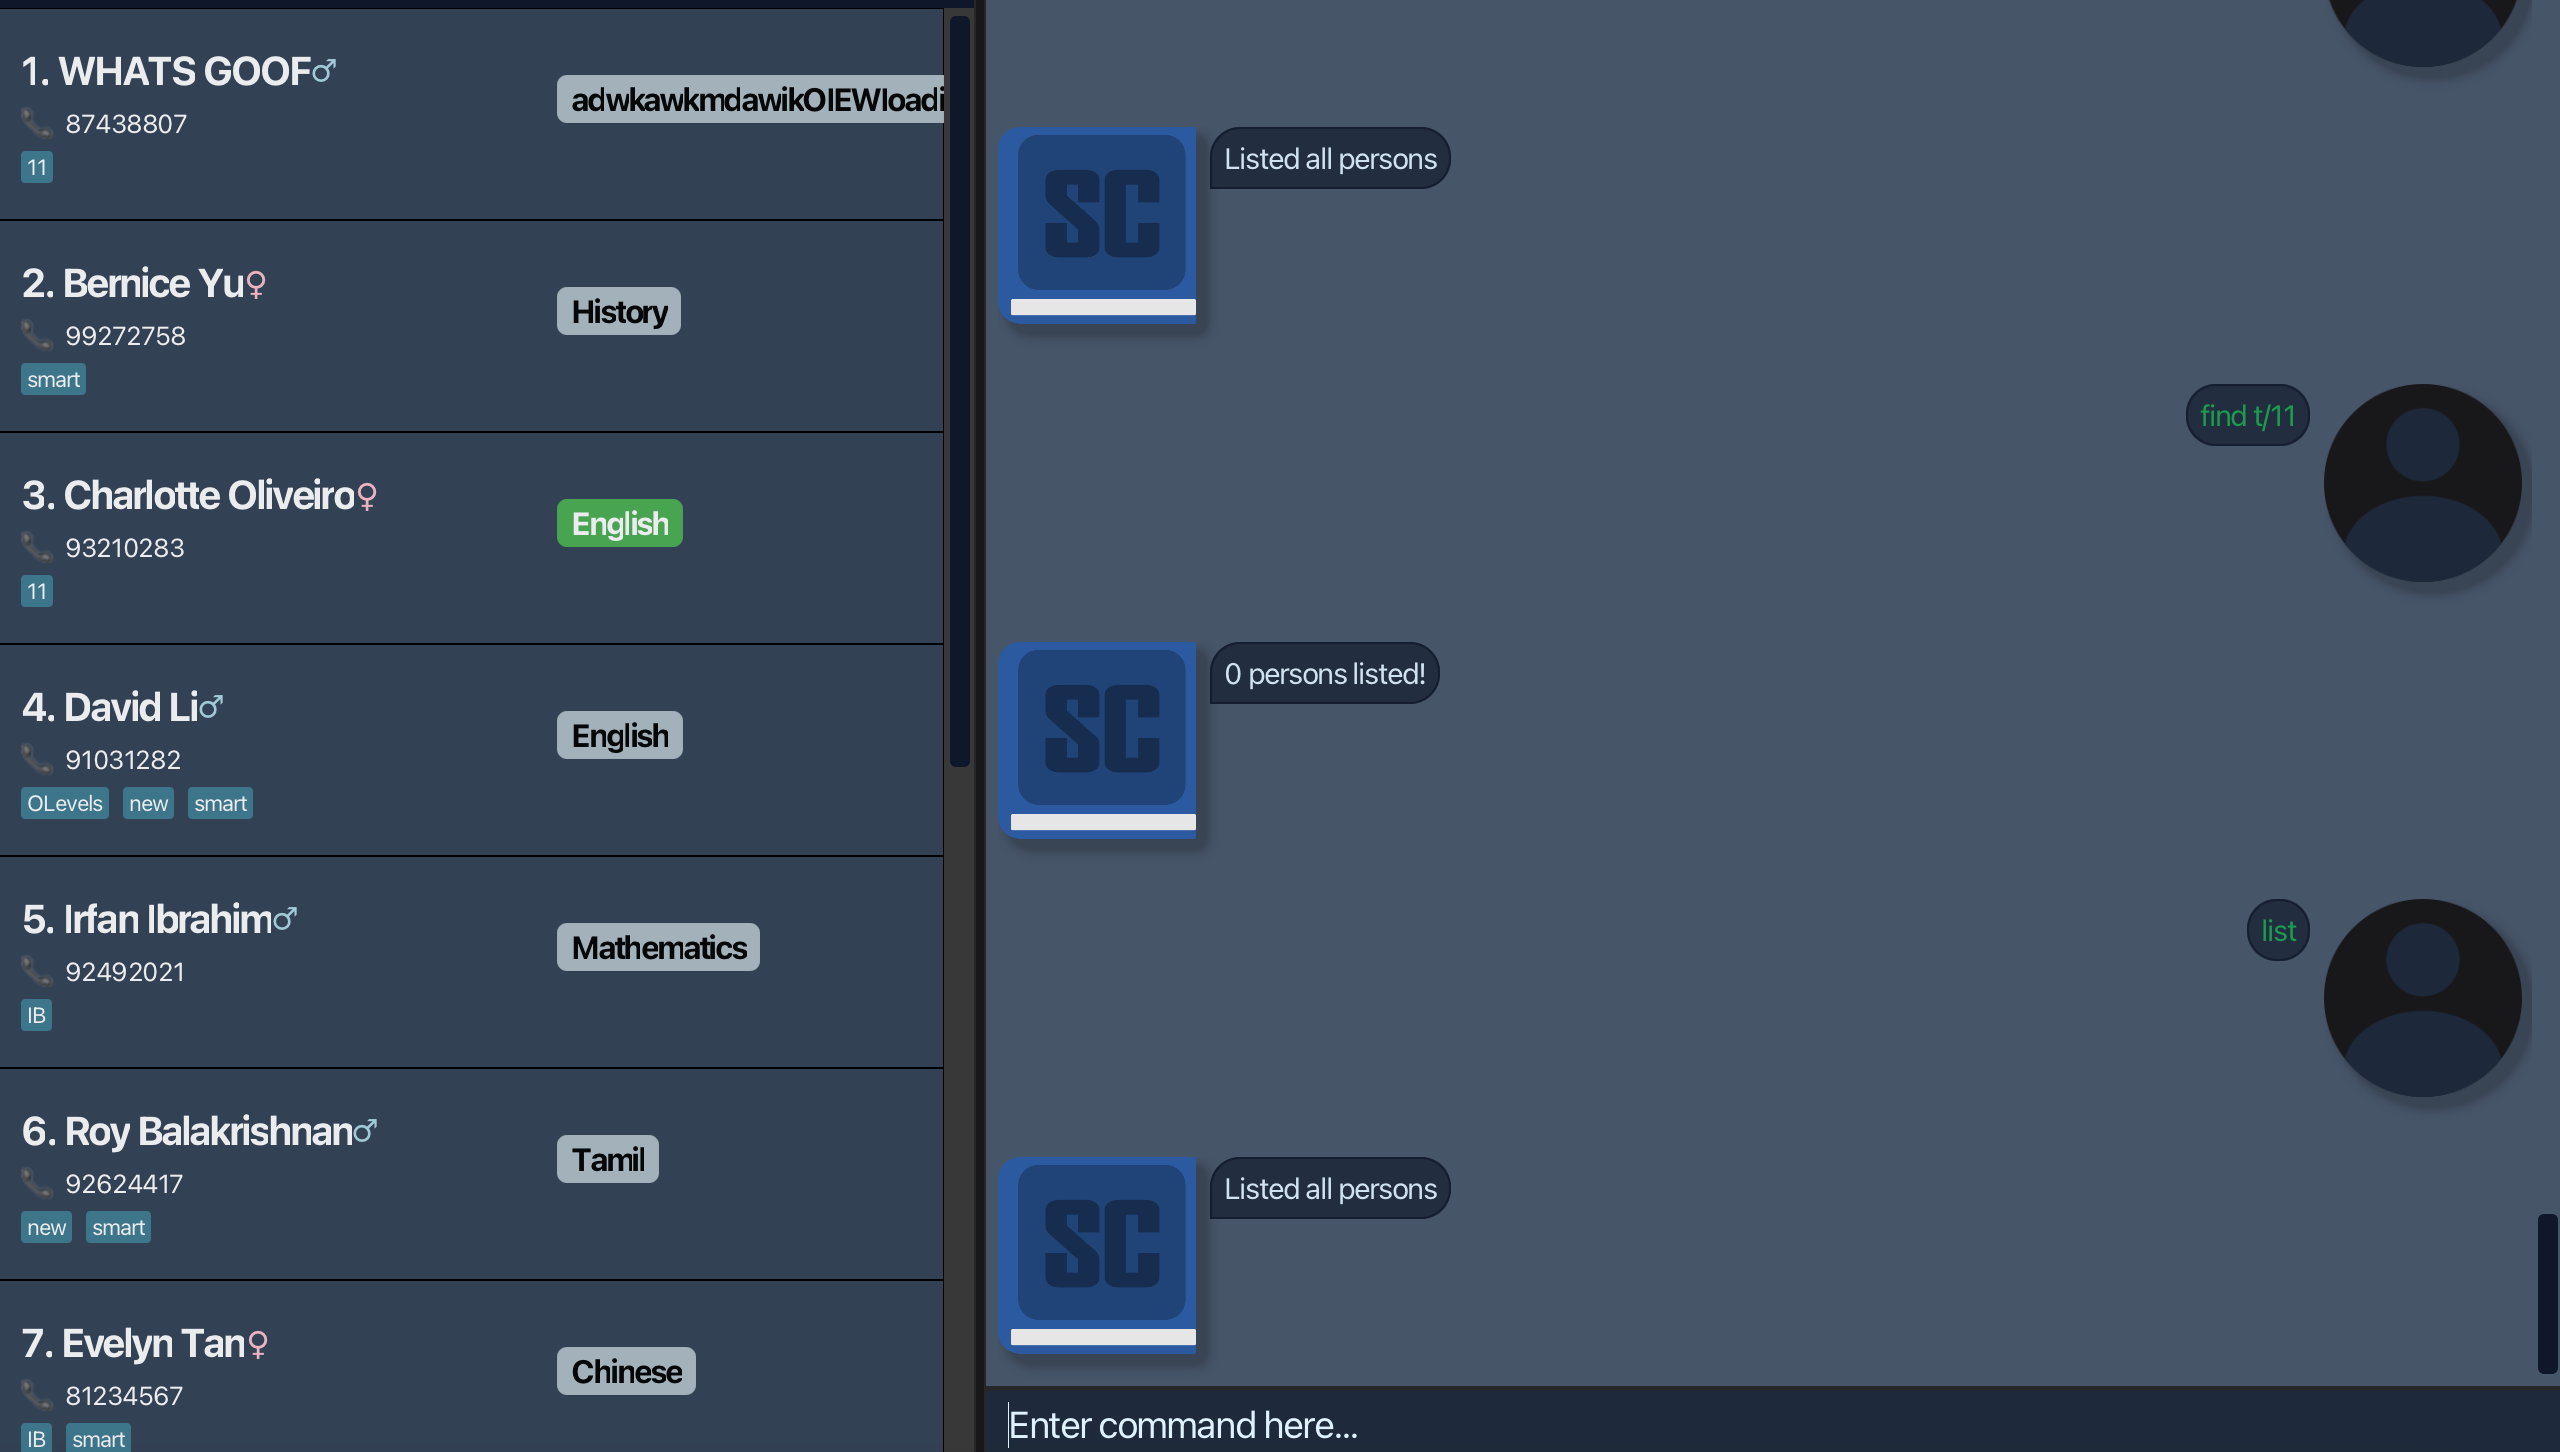 1. WHATS GOOF♂
adwkawkmdawikOIEWIoadi
87438807
11
2. Bernice Yu♀
History
99272758
smart
3. Charlotte Oliveiro♀
English
93210283
11
4. David Li♂
English
91031282
OLevels new smart
5. Irfan Ibrahim♂
Mathematics
92492021
IB
6. Roy Balakrishnan♂
Tamil
92624417
new smart
7. Evelyn Tan♀
Chinese
81234567
IB smart
Listed all persons
SC
find t/11
0 persons listed!
SC
list
Listed all persons
SC
Enter command here...